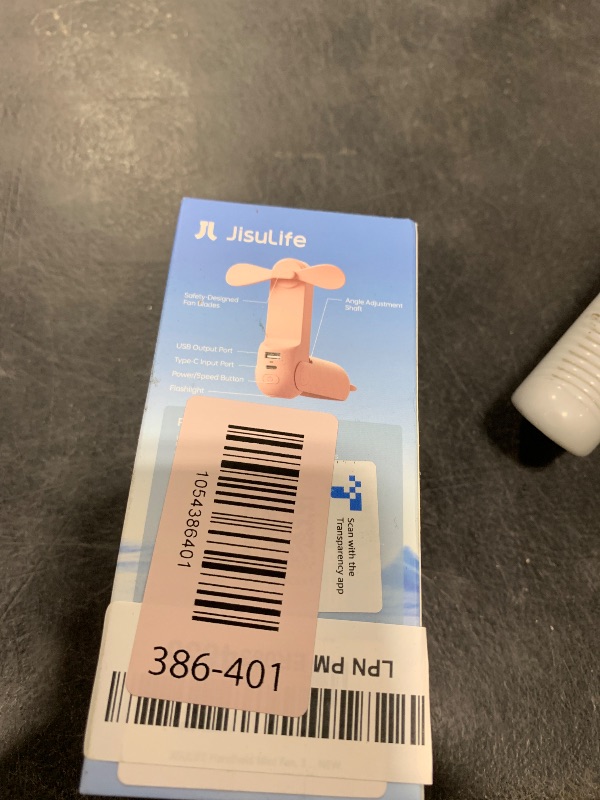 JisuLife
Safety-Designed
Fan Blades
Angle Adjustment
Shaft
USB Output Port
Type-C Input Port
Power/Speed Button
Flashlight
1054386401
Scan with the
Transparency app
386-401
LPN PM